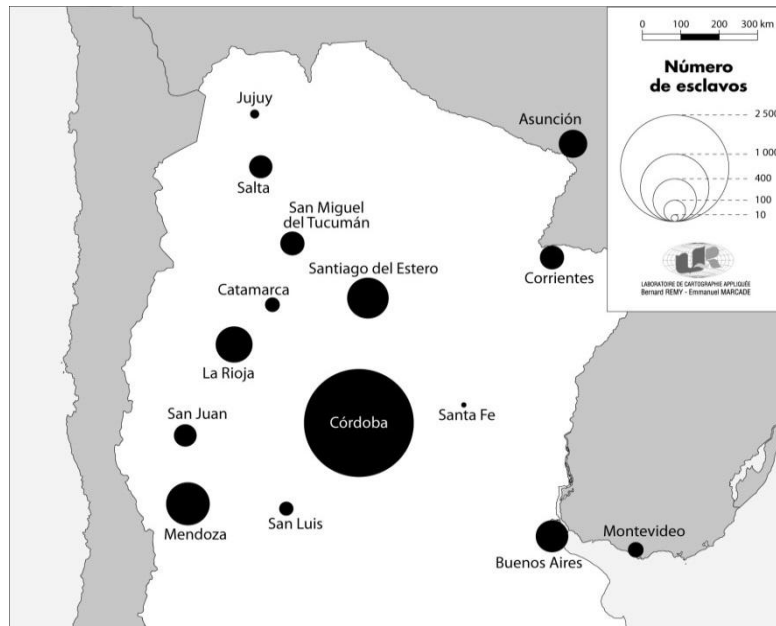 0 100 200 300 km
Número
de esclavos
2 500
1 000
400
100
10
LABORATOIRE DE CARTOGRAPHIE APPLIQUÉE
Bernard REMY - Emmanuel MARCADE
Jujuy
Asunción
Salta
San Miguel
del Tucumán
Santiago del Estero
Corrientes
Catamarca
La Rioja
San Juan
Córdoba
Santa Fe
Mendoza
San Luis
Buenos Aires
Montevideo